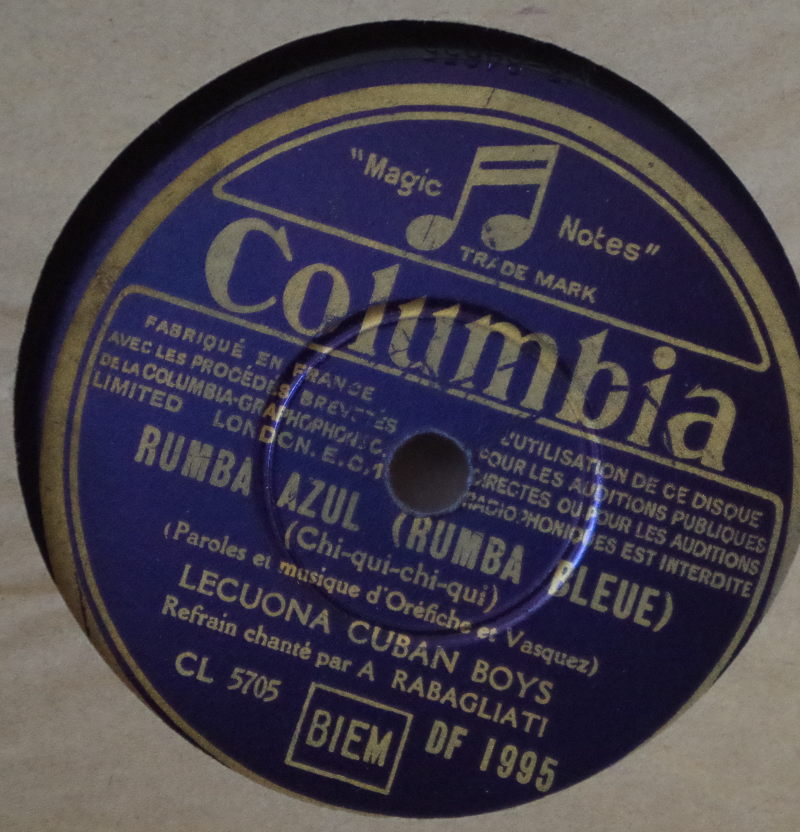 "Magic Notes"
TRADE MARK
Columbia
FABRIQUÉ EN FRANCE
AVEC LES PROCÉDÉS BREVETÉS
DE LA COLUMBIA-GRAPHOPHONE C.
LIMITED LONDON. E.C.1
L'UTILISATION DE CE DISQUE
POUR LES AUDITIONS PUBLIQUES
DIRECTES OU POUR LES AUDITIONS
RADIOPHONIQUES EST INTERDITE
RUMBA AZUL (RUMBA BLEUE)
(Chi-qui-chi-qui)
(Paroles et musique d'Oréfiche et Vasquez)
LECUONA CUBAN BOYS
Refrain chanté par A RABAGLIATI
CL 5705
BIEM
DF 1995